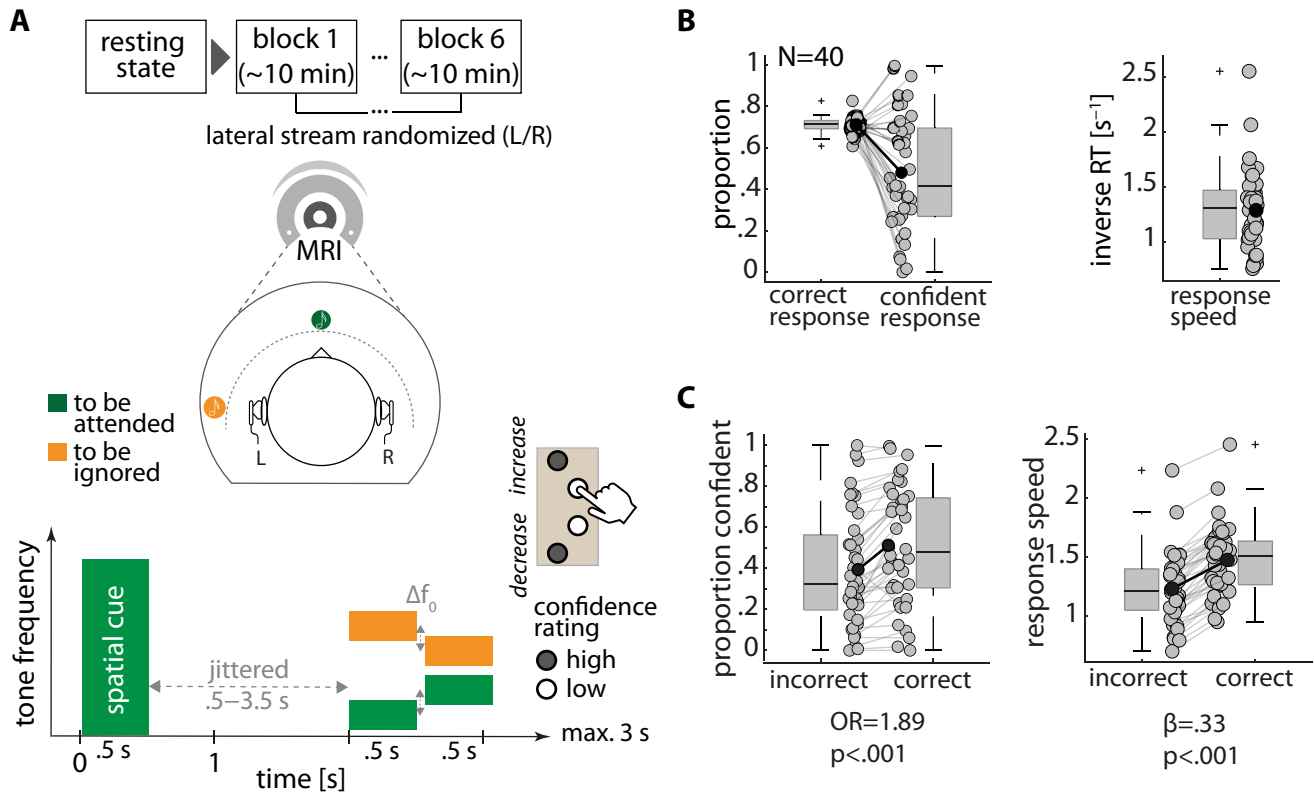 A
resting
state
block 1
(~10 min)
...
block 6
(~10 min)
...
lateral stream randomized (L/R)
MRI
L
R
to be
attended
to be
ignored
decrease increase
confidence
rating
high
low
tone frequency
spatial cue
jittered
.5–3.5 s
Δf0
0
.5 s
1
.5 s
.5 s
max. 3 s
time [s]
B
N=40
proportion
1
.8
.6
.4
.2
0
correct
response
confident
response
inverse RT [s⁻¹]
2.5
2
1.5
1
response
speed
C
proportion confident
1
.8
.6
.4
.2
0
incorrect
correct
OR=1.89
p<.001
response speed
2.5
2
1.5
1
incorrect
correct
β=.33
p<.001